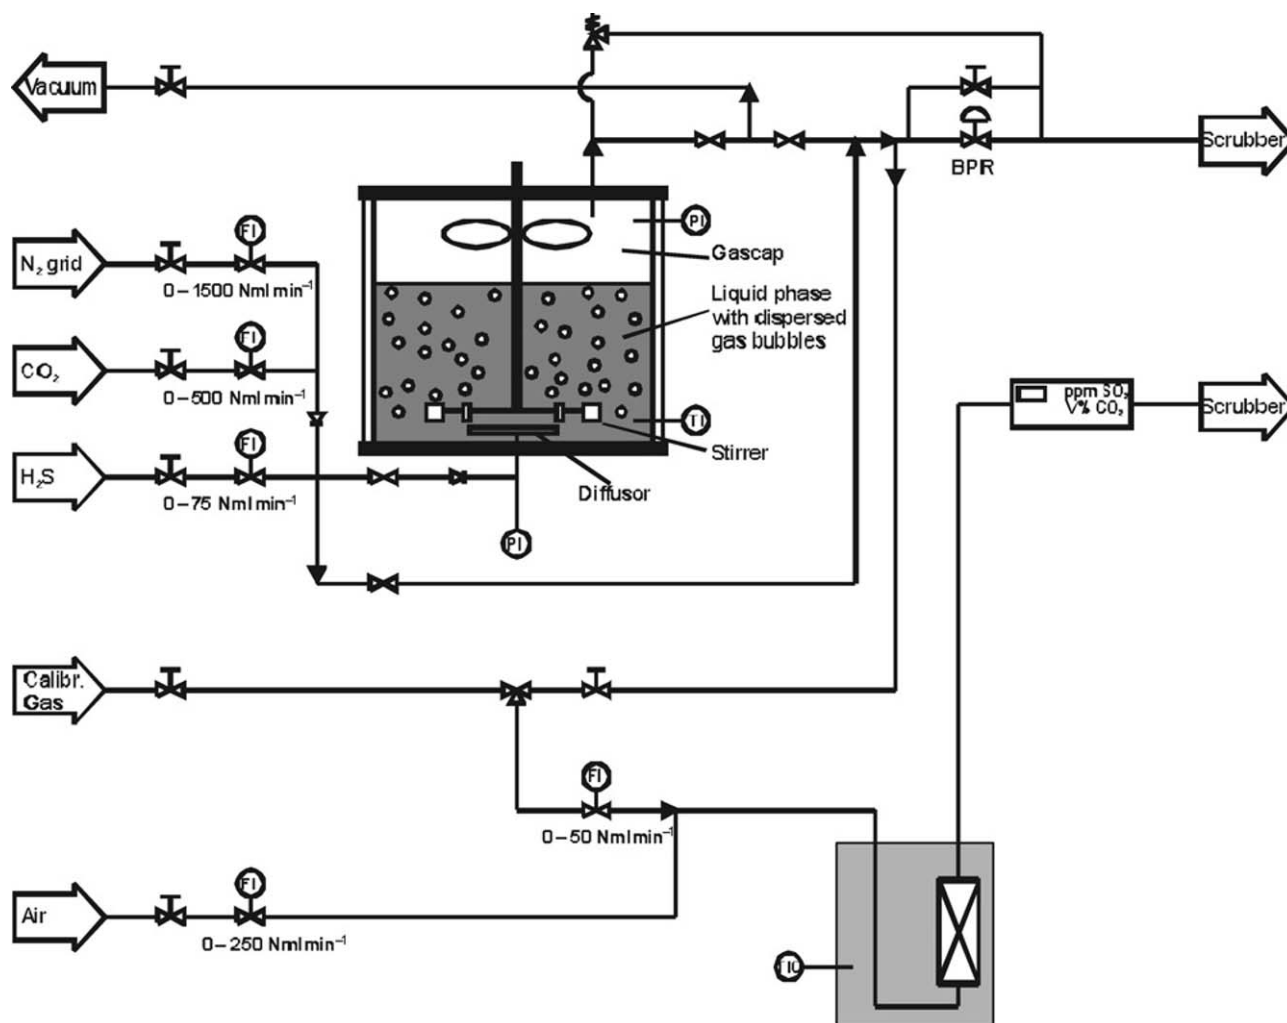 Vacuum
Scrubber
BPR
PI
FI
N₂ grid
Gascap
0–1500 Nml min⁻¹
Liquid phase
with dispersed
gas bubbles
FI
CO₂
0–500 Nml min⁻¹
ppm SO₂
V% CO₂
Scrubber
TI
FI
Stirrer
H₂S
0–75 Nml min⁻¹
Diffusor
PI
Calibr.
Gas
FI
0–50 Nml min⁻¹
FI
Air
0–250 Nml min⁻¹
TIC